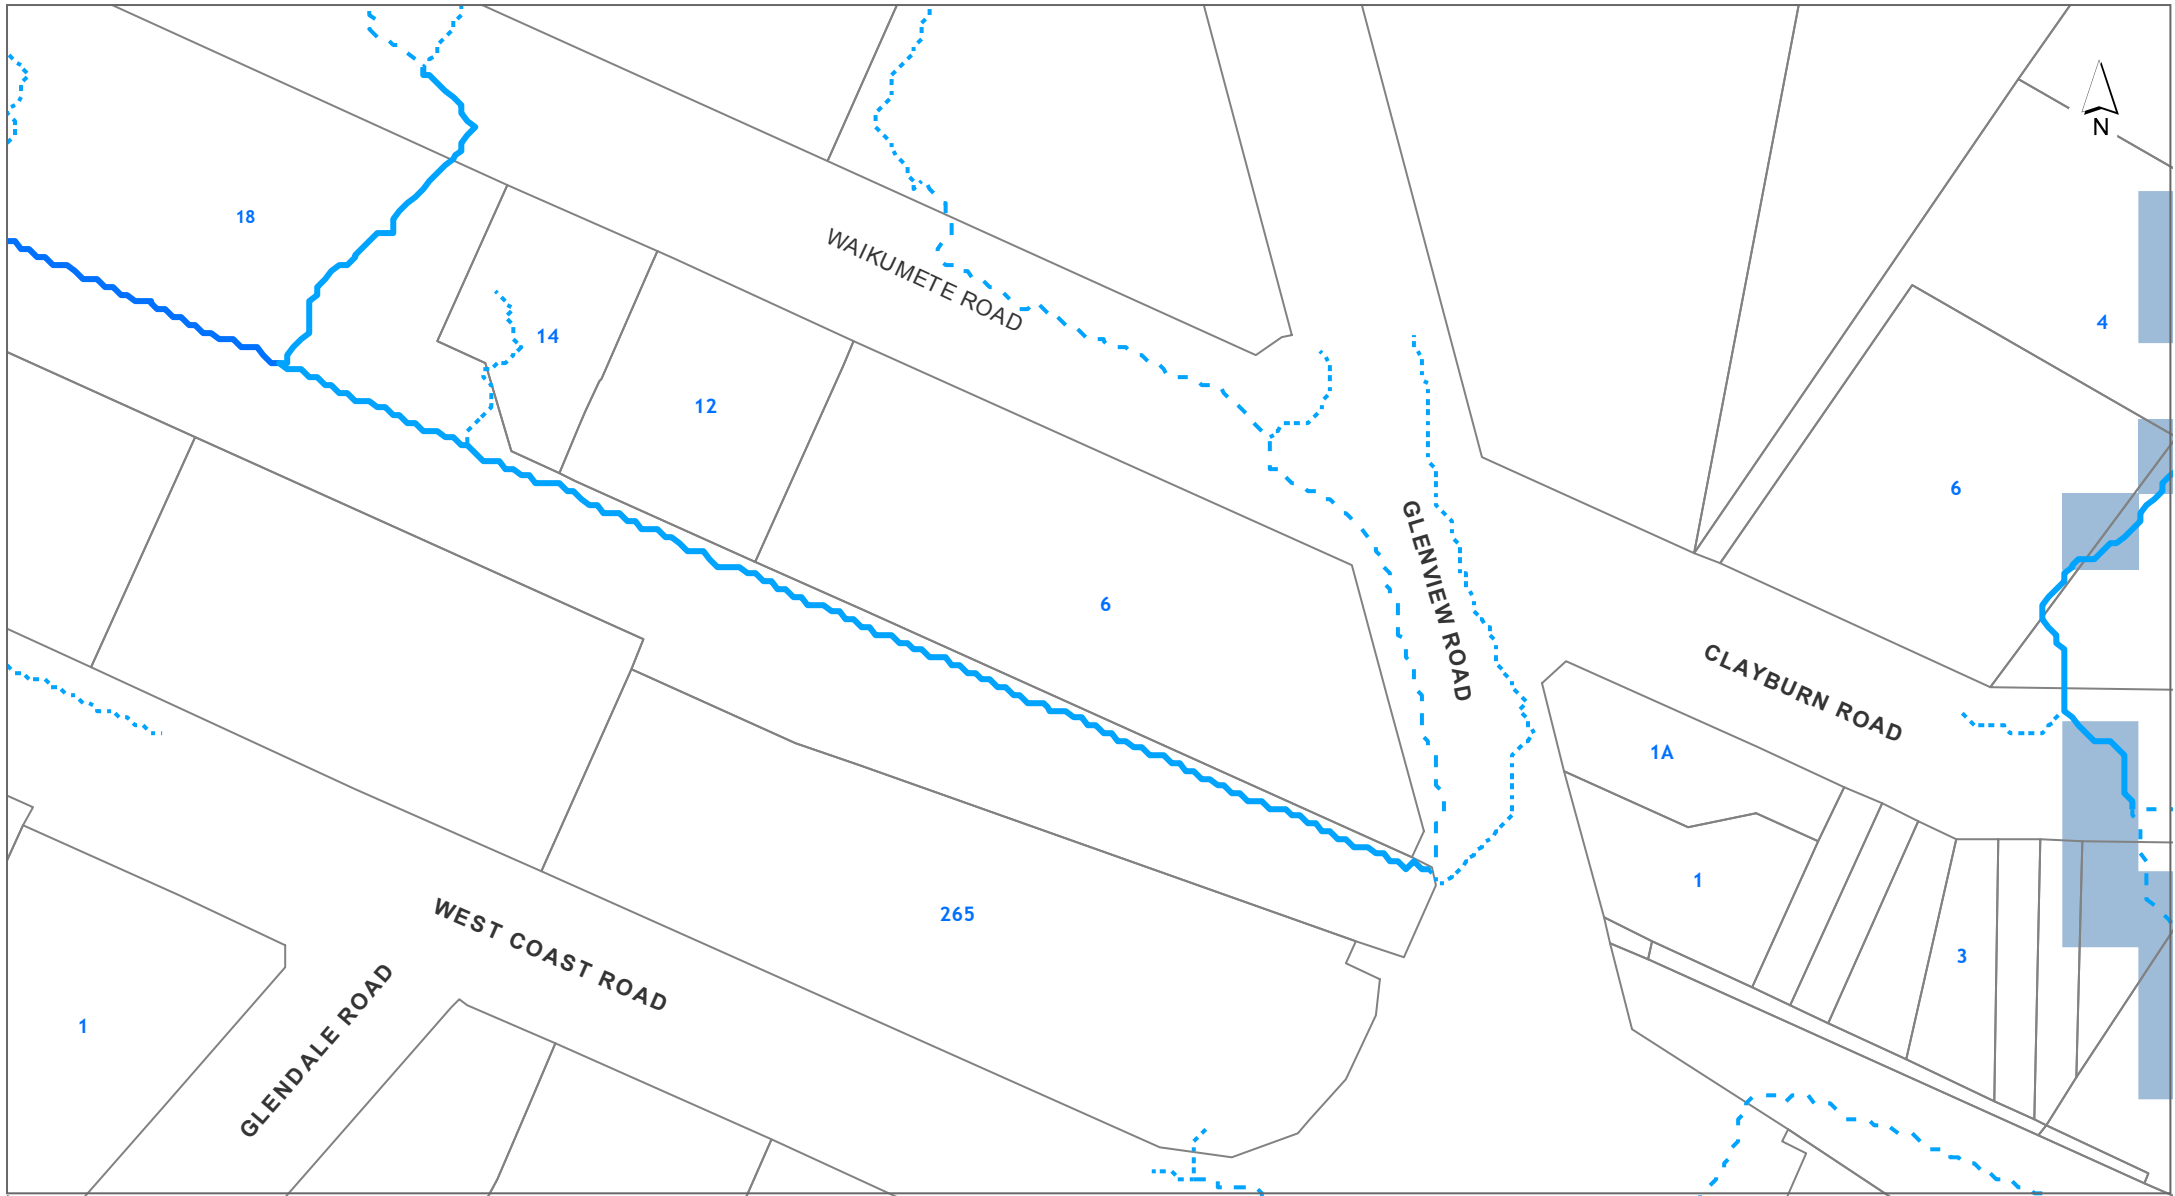 N
18
WAIKUMETE ROAD
14
4
12
6
GLENVIEW ROAD
6
CLAYBURN ROAD
1A
1
WEST COAST ROAD
265
3
GLENDALE ROAD
1